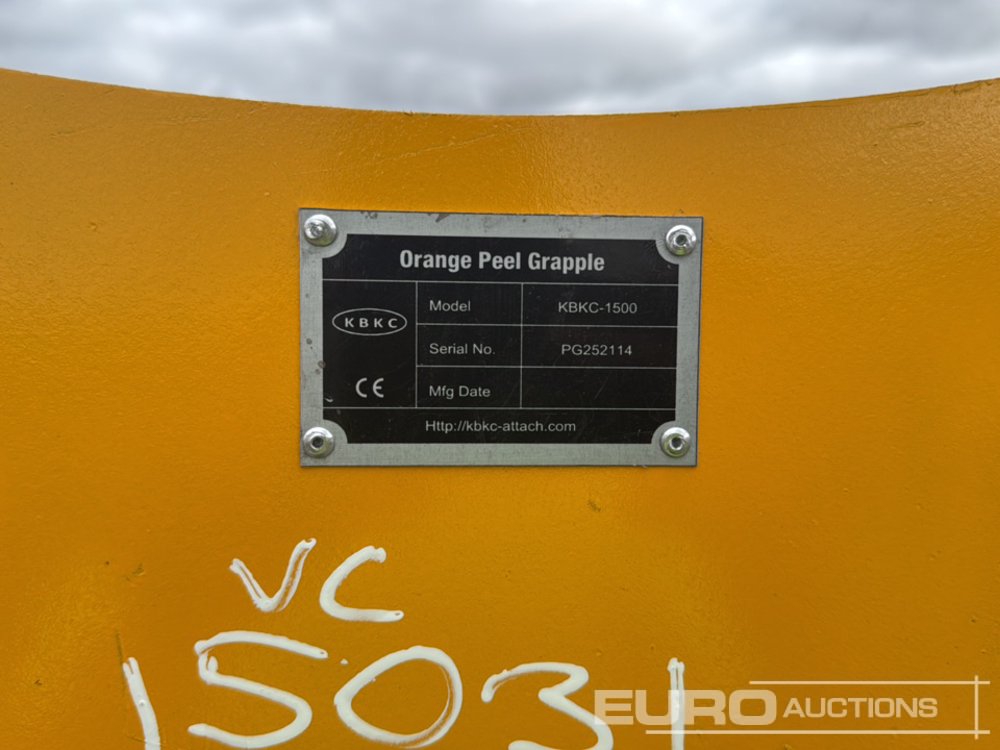 Orange Peel Grapple
KBKC
Model KBKC-1500
Serial No. PG252114
CE
Mfg Date
Http://kbkc-attach.com
VC
15031
EURO AUCTIONS